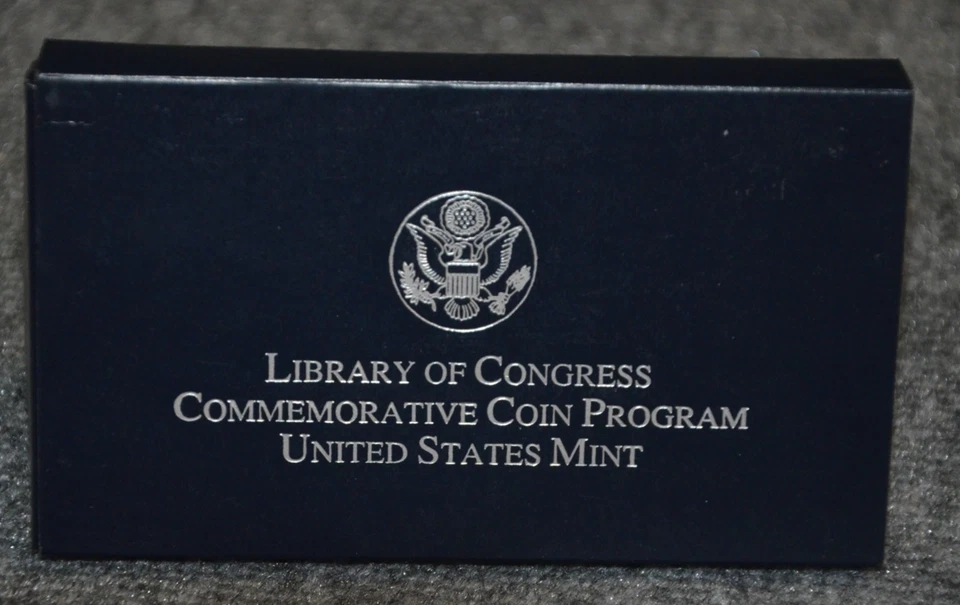 LIBRARY OF CONGRESS
COMMEMORATIVE COIN PROGRAM
UNITED STATES MINT